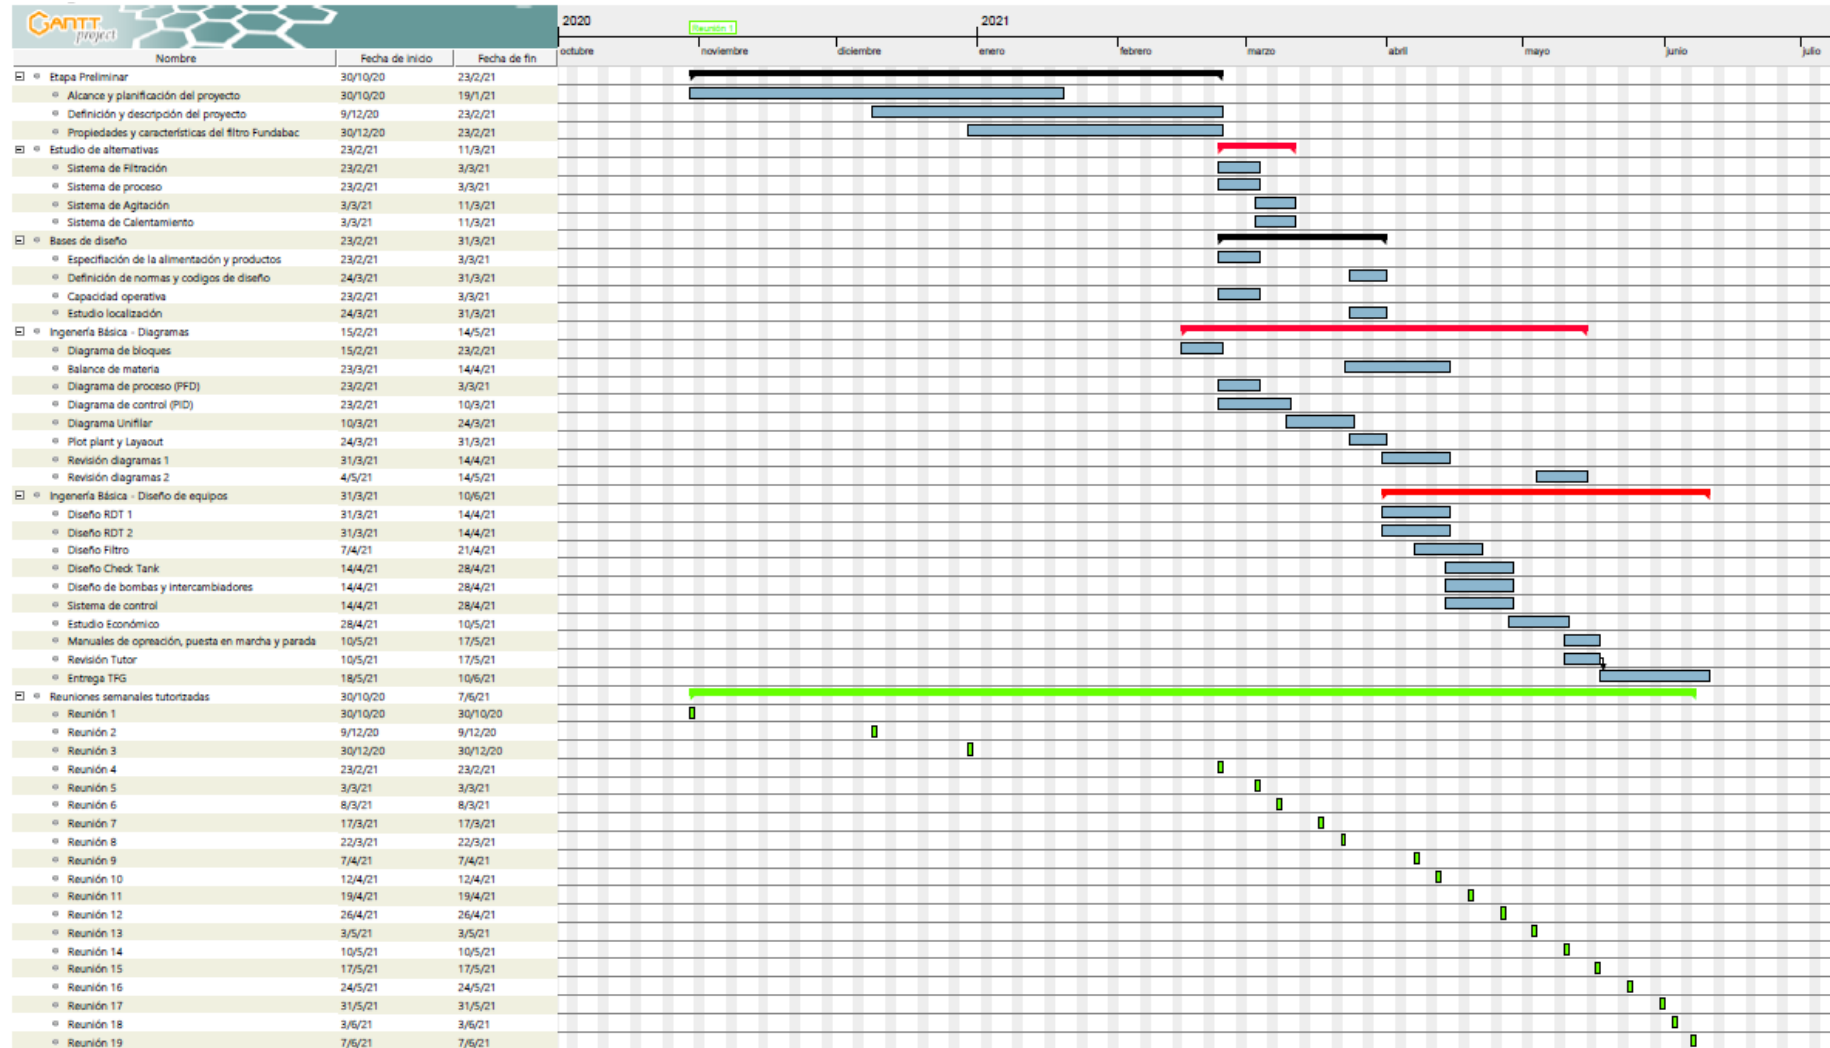 GANTT project
2020
Reunión 1
2021
octubre noviembre diciembre enero febrero marzo abril mayo junio julio
Nombre Fecha de inicio Fecha de fin
Etapa Preliminar 30/10/20 23/2/21
Alcance y planificación del proyecto 30/10/20 19/1/21
Definición y descripción del proyecto 9/12/20 23/2/21
Propiedades y características del filtro Fundabac 30/12/20 23/2/21
Estudio de alternativas 23/2/21 11/3/21
Sistema de Filtración 23/2/21 3/3/21
Sistema de proceso 23/2/21 3/3/21
Sistema de Agitación 3/3/21 11/3/21
Sistema de Calentamiento 3/3/21 11/3/21
Bases de diseño 23/2/21 31/3/21
Especifiación de la alimentación y productos 23/2/21 3/3/21
Definición de normas y codigos de diseño 24/3/21 31/3/21
Capacidad operativa 23/2/21 3/3/21
Estudio localización 24/3/21 31/3/21
Ingenería Básica - Diagramas 15/2/21 14/5/21
Diagrama de bloques 15/2/21 23/2/21
Balance de materia 23/3/21 14/4/21
Diagrama de proceso (PFD) 23/2/21 3/3/21
Diagrama de control (PID) 23/2/21 10/3/21
Diagrama Unifilar 10/3/21 24/3/21
Plot plant y Layaout 24/3/21 31/3/21
Revisión diagramas 1 31/3/21 14/4/21
Revisión diagramas 2 4/5/21 14/5/21
Ingenería Básica - Diseño de equipos 31/3/21 10/6/21
Diseño RDT 1 31/3/21 14/4/21
Diseño RDT 2 31/3/21 14/4/21
Diseño Filtro 7/4/21 21/4/21
Diseño Check Tank 14/4/21 28/4/21
Diseño de bombas y intercambiadores 14/4/21 28/4/21
Sistema de control 14/4/21 28/4/21
Estudio Económico 28/4/21 10/5/21
Manuales de opreación, puesta en marcha y parada 10/5/21 17/5/21
Revisión Tutor 10/5/21 17/5/21
Entrega TFG 18/5/21 10/6/21
Reuniones semanales tutorizadas 30/10/20 7/6/21
Reunión 1 30/10/20 30/10/20
Reunión 2 9/12/20 9/12/20
Reunión 3 30/12/20 30/12/20
Reunión 4 23/2/21 23/2/21
Reunión 5 3/3/21 3/3/21
Reunión 6 8/3/21 8/3/21
Reunión 7 17/3/21 17/3/21
Reunión 8 22/3/21 22/3/21
Reunión 9 7/4/21 7/4/21
Reunión 10 12/4/21 12/4/21
Reunión 11 19/4/21 19/4/21
Reunión 12 26/4/21 26/4/21
Reunión 13 3/5/21 3/5/21
Reunión 14 10/5/21 10/5/21
Reunión 15 17/5/21 17/5/21
Reunión 16 24/5/21 24/5/21
Reunión 17 31/5/21 31/5/21
Reunión 18 3/6/21 3/6/21
Reunión 19 7/6/21 7/6/21